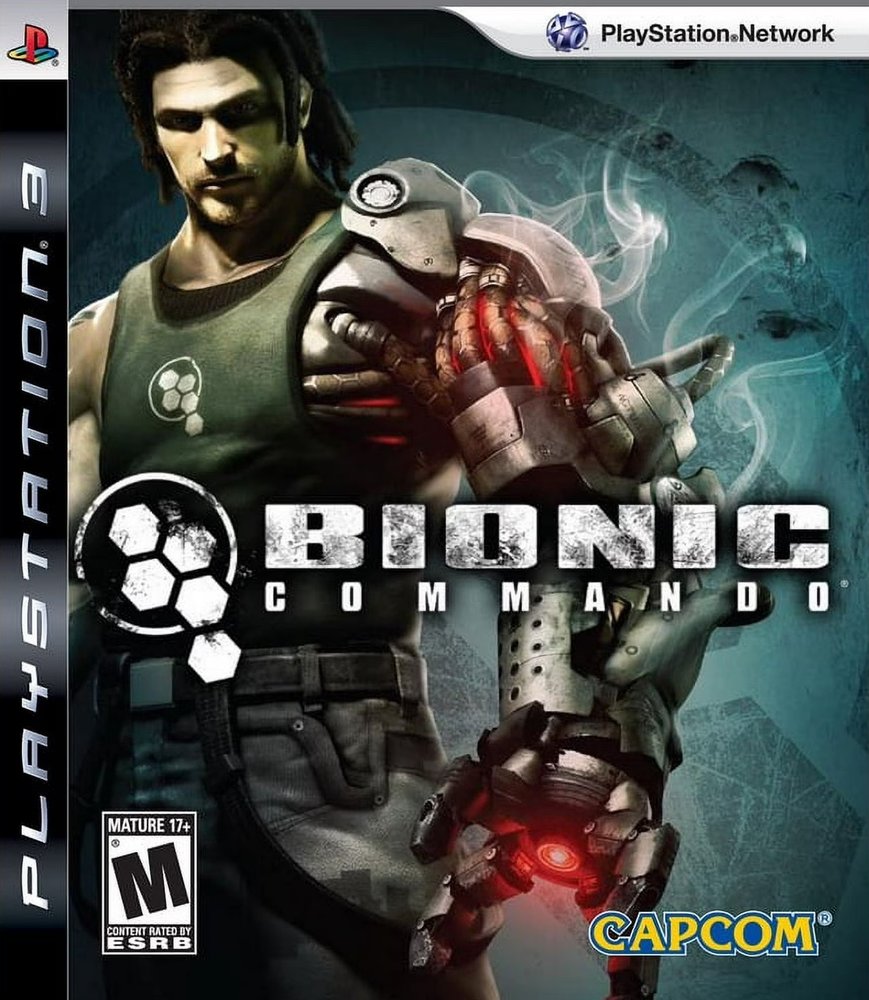 PlayStation®Network
PLAYSTATION® 3
BIONIC
COMMANDO®
MATURE 17+
M®
CONTENT RATED BY
ESRB
CAPCOM®